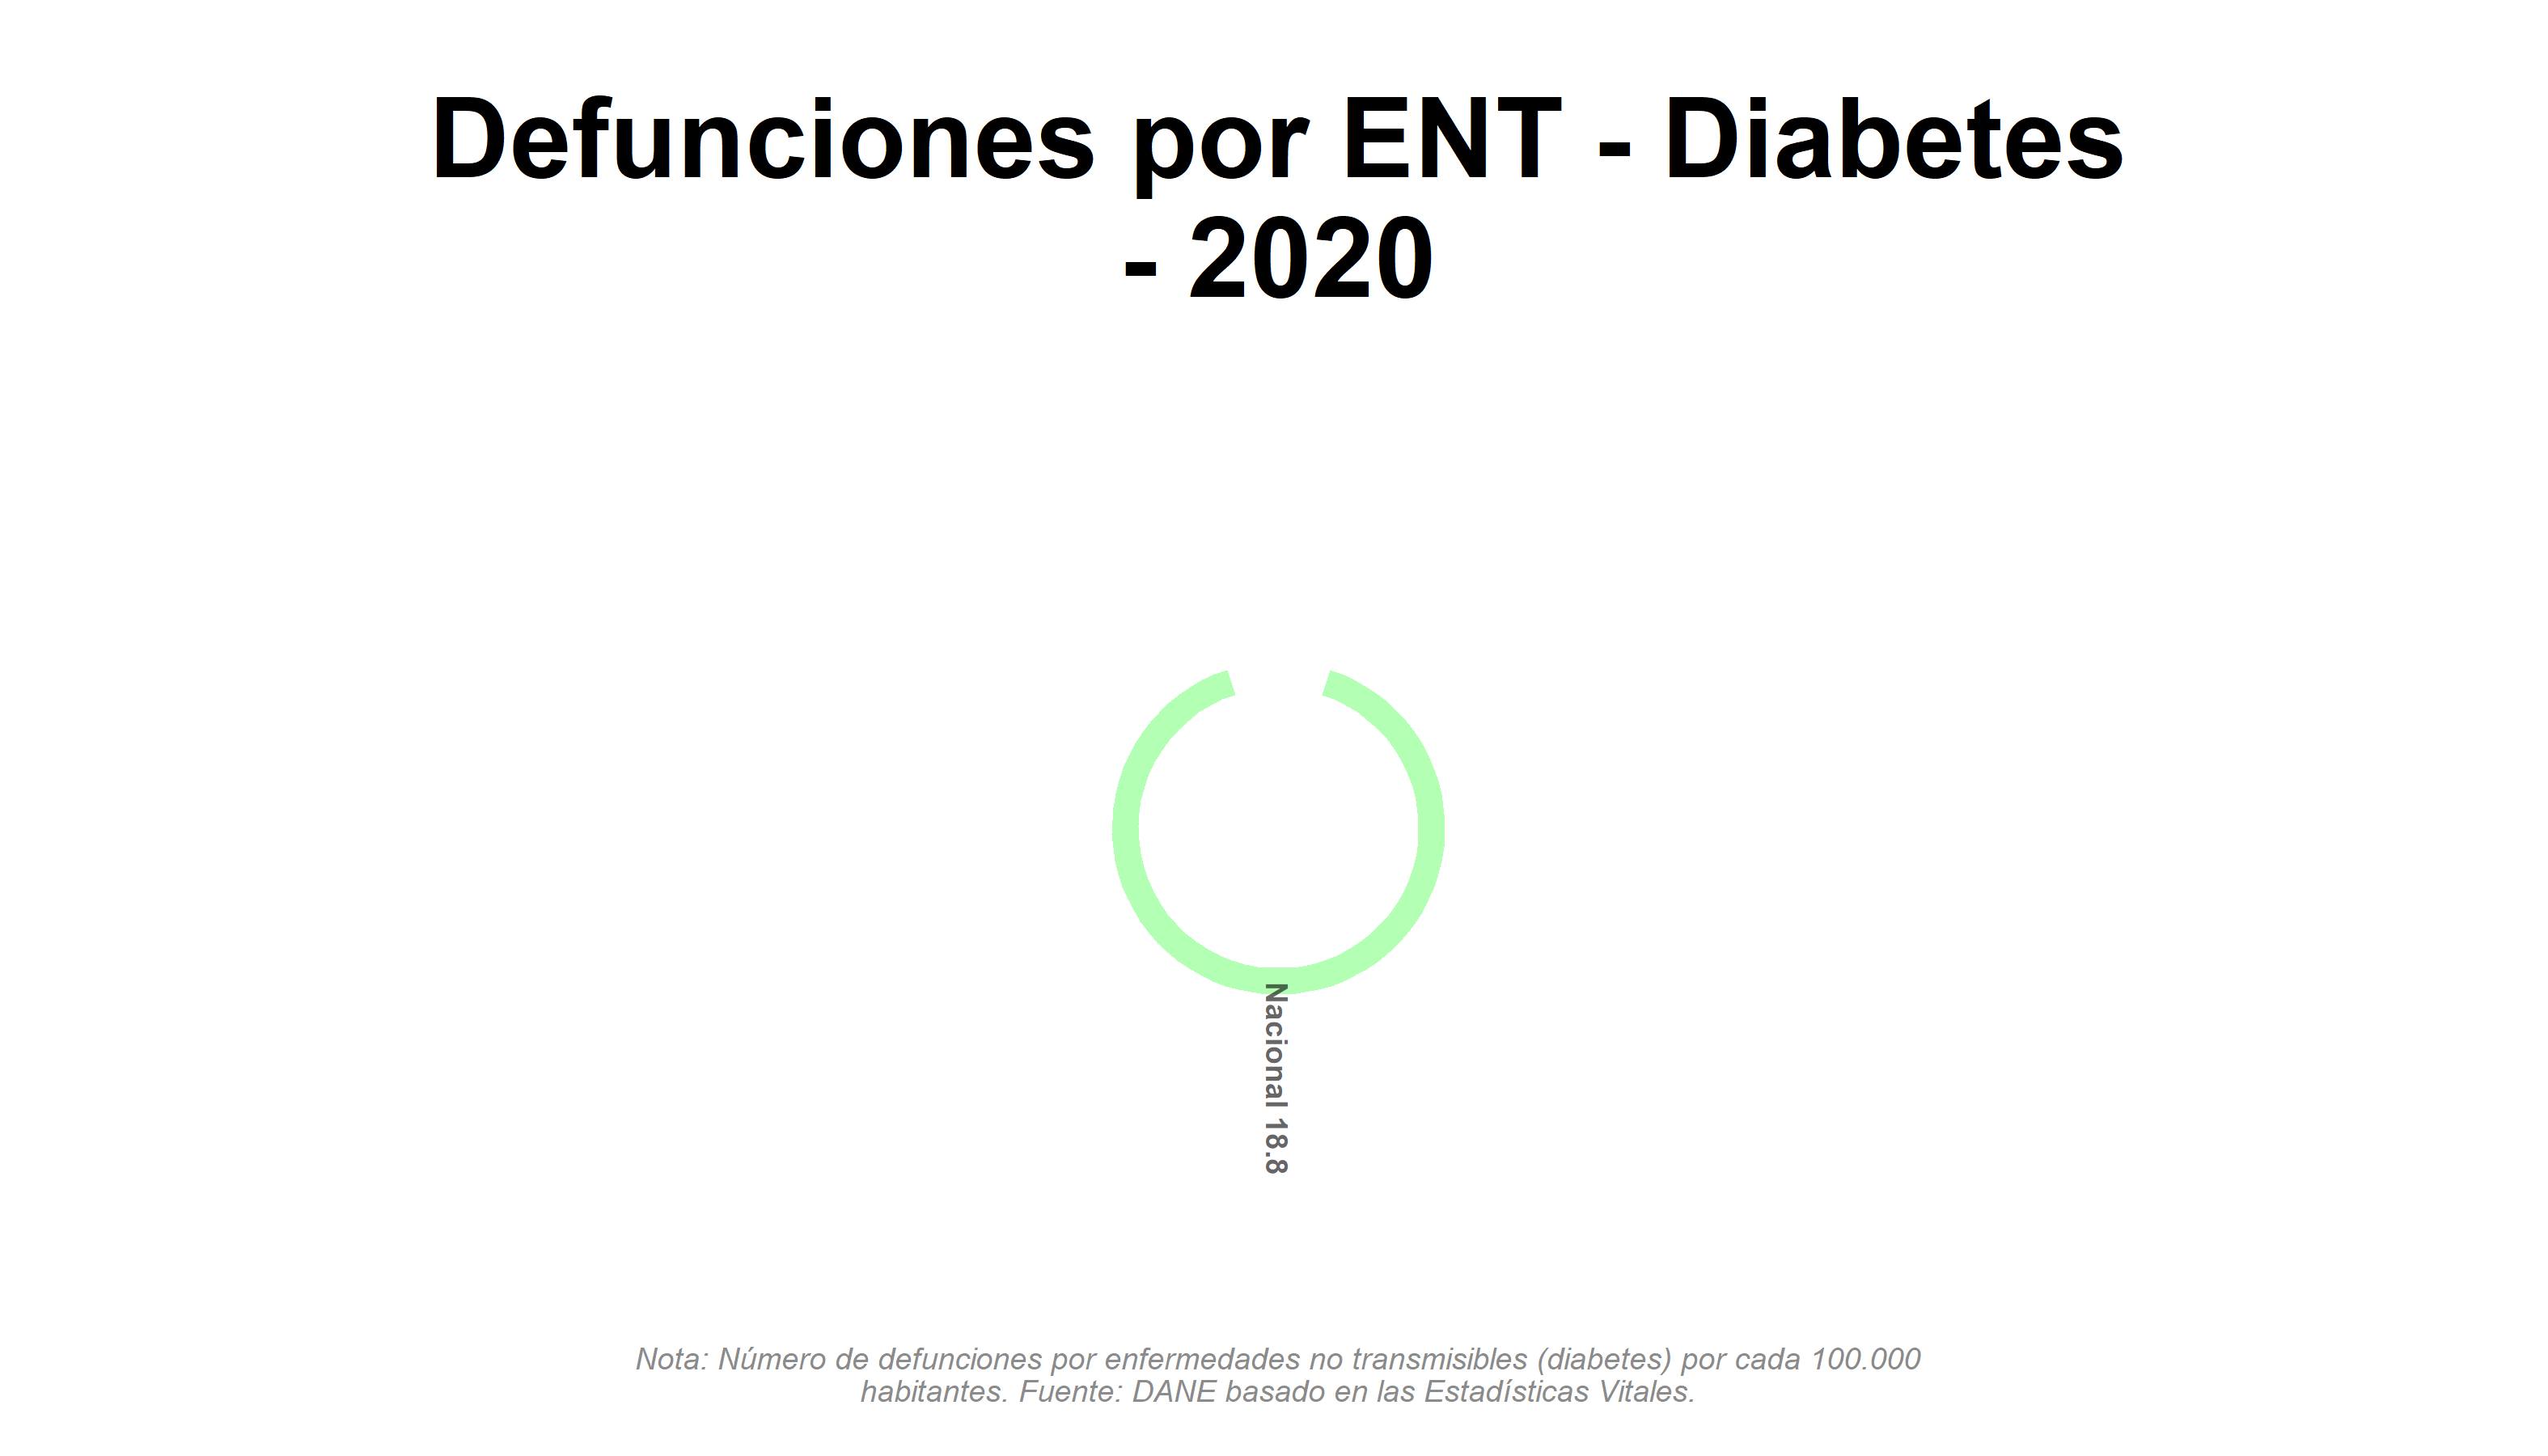 Defunciones por ENT - Diabetes
- 2020
Nacional 18.8
Nota: Número de defunciones por enfermedades no transmisibles (diabetes) por cada 100.000
habitantes. Fuente: DANE basado en las Estadísticas Vitales.